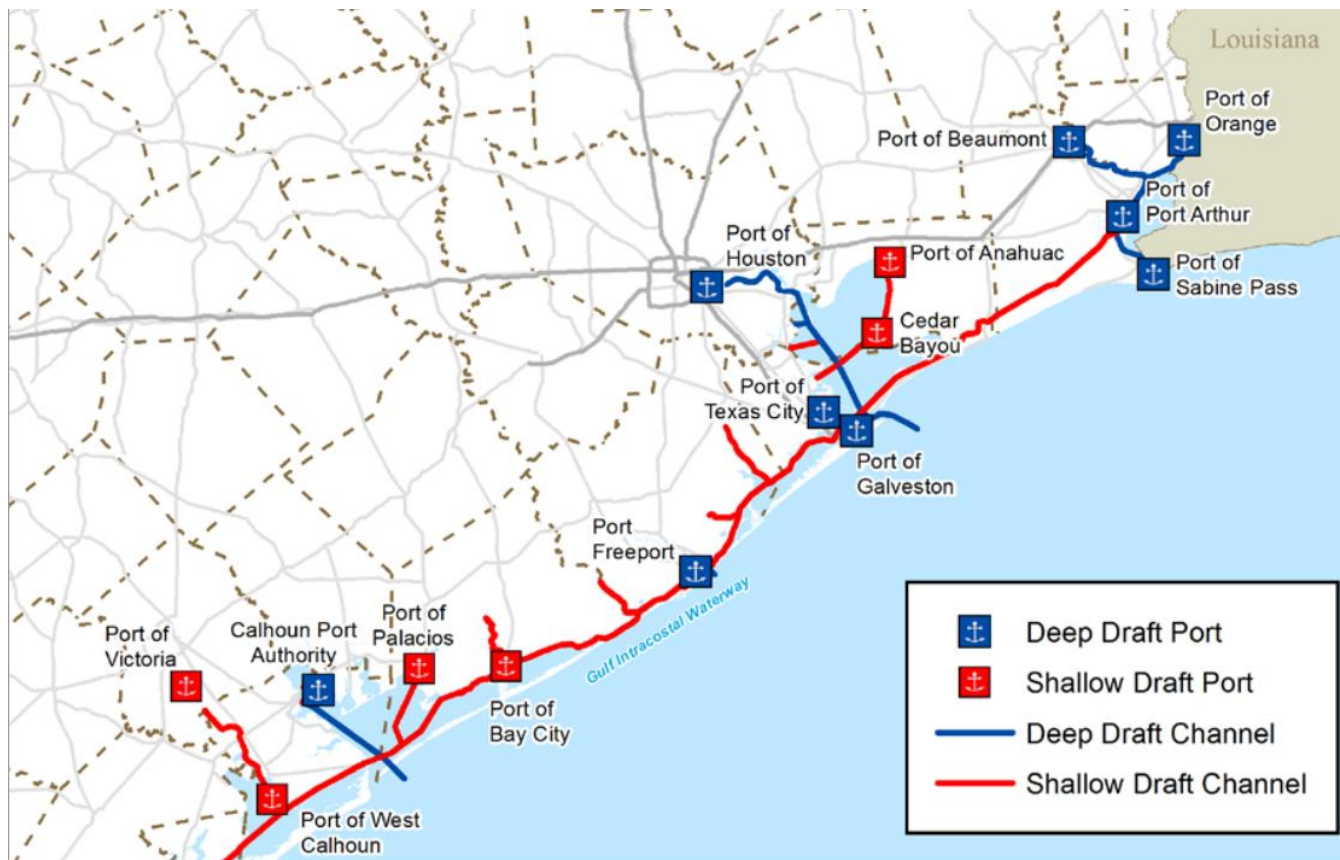 Louisiana
Port of
Orange
Port of Beaumont
Port of
Port Arthur
Port of
Houston
Port of Anahuac
Port of
Sabine Pass
Cedar
Bayou
Port of
Texas City
Port of
Galveston
Port
Freeport
Gulf Intracostal Waterway
Port of
Palacios
Calhoun Port
Authority
Port of
Victoria
Port of
Bay City
Port of West
Calhoun
Deep Draft Port
Shallow Draft Port
Deep Draft Channel
Shallow Draft Channel